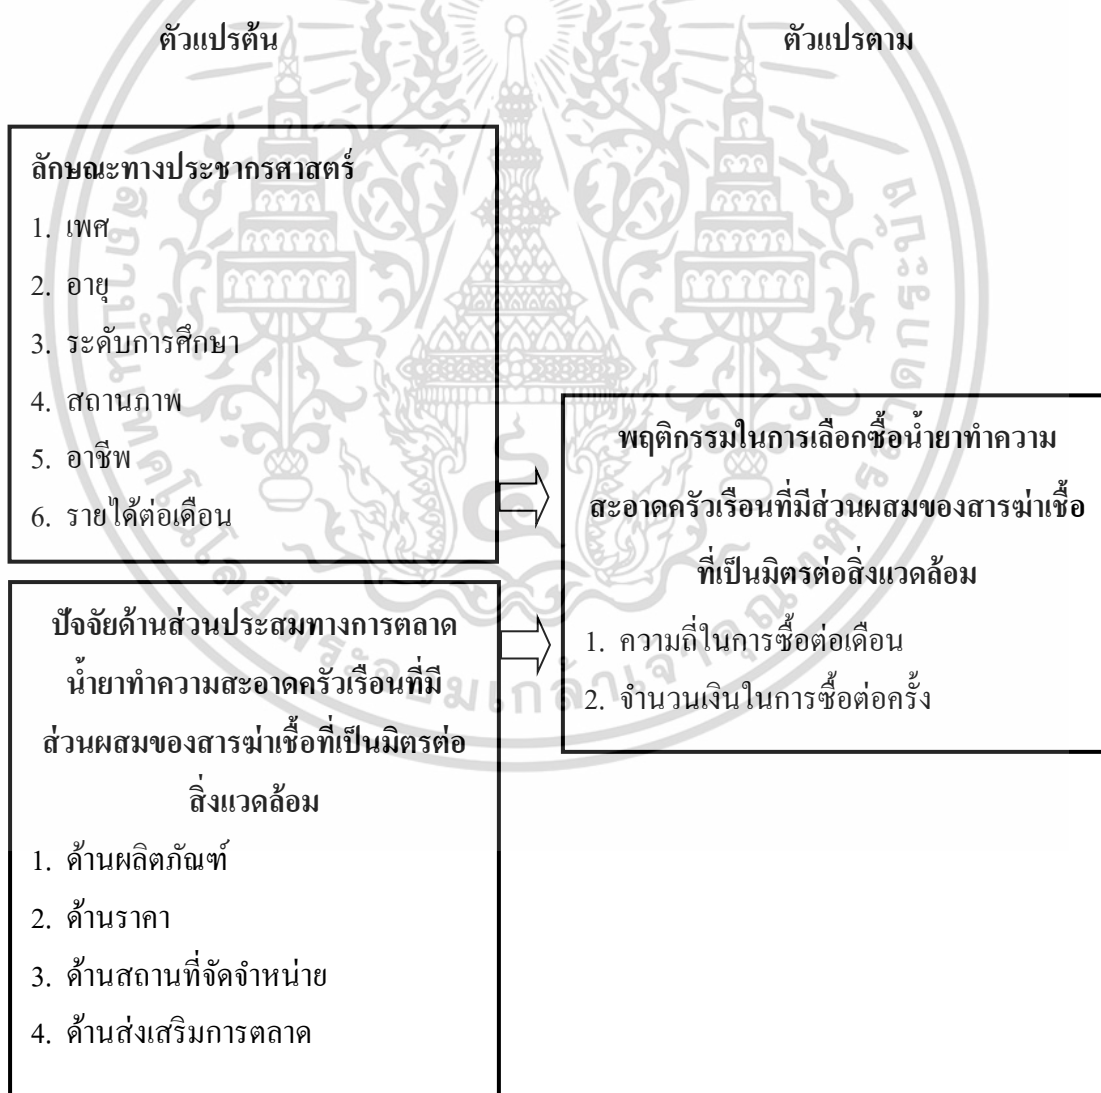 ตัวแปรต้น
ตัวแปรตาม
ลักษณะทางประชากรศาสตร์
1. เพศ
2. อายุ
3. ระดับการศึกษา
4. สถานภาพ
5. อาชีพ
6. รายได้ต่อเดือน
ปัจจัยด้านส่วนประสมทางการตลาด
น้ำยาทำความสะอาดครัวเรือนที่มี
ส่วนผสมของสารฆ่าเชื้อที่เป็นมิตรต่อ
สิ่งแวดล้อม
1. ด้านผลิตภัณฑ์
2. ด้านราคา
3. ด้านสถานที่จัดจำหน่าย
4. ด้านส่งเสริมการตลาด
พฤติกรรมในการเลือกซื้อน้ำยาทำความ
สะอาดครัวเรือนที่มีส่วนผสมของสารฆ่าเชื้อ
ที่เป็นมิตรต่อสิ่งแวดล้อม
1. ความถี่ในการซื้อต่อเดือน
2. จำนวนเงินในการซื้อต่อครั้ง